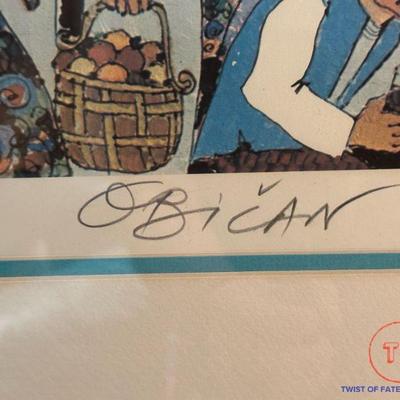 OBIČAN
T
TWIST OF FATE